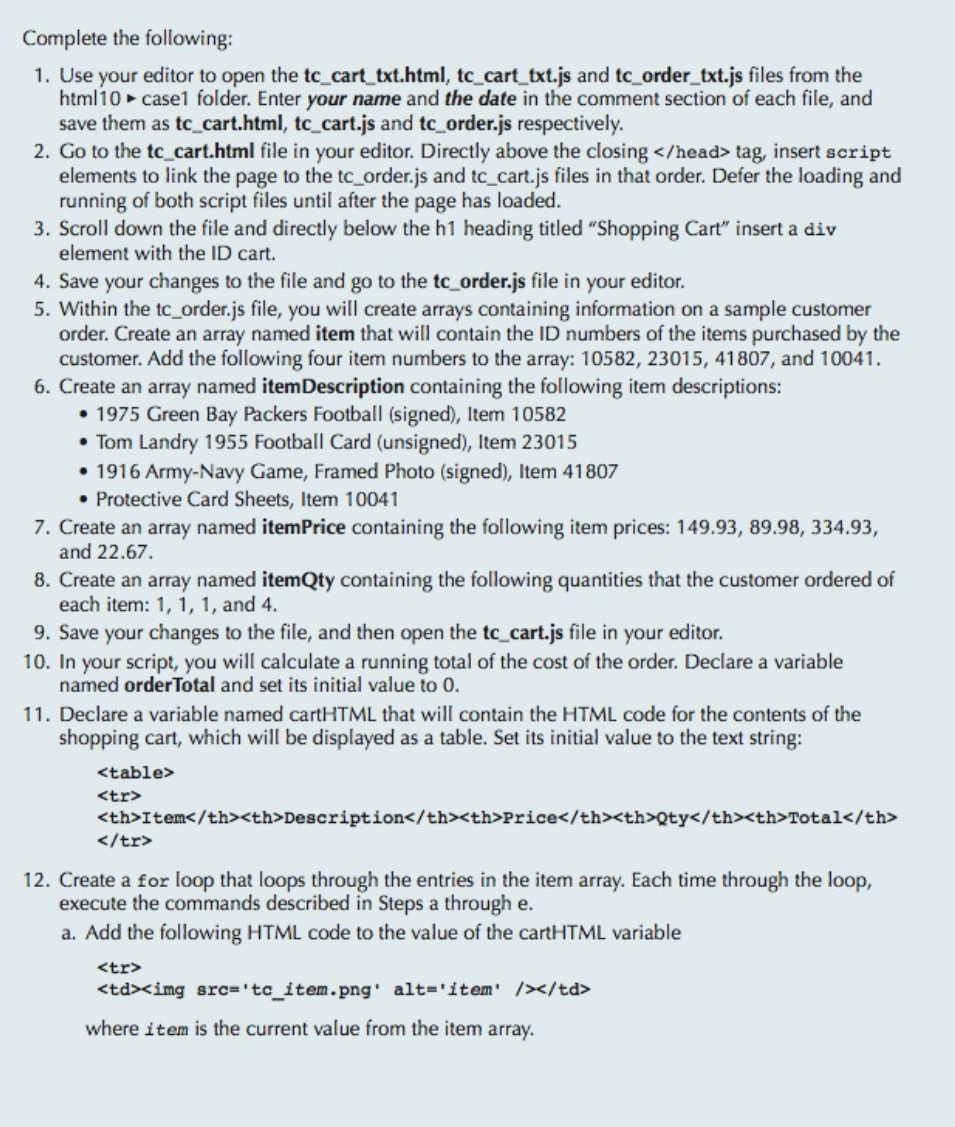 Complete the following:
1. Use your editor to open the tc_cart_txt.html, tc_cart_txt.js and tc_order_txt.js files from the
html10 ► case1 folder. Enter your name and the date in the comment section of each file, and
save them as tc_cart.html, tc_cart.js and tc_order.js respectively.
2. Go to the tc_cart.html file in your editor. Directly above the closing </head> tag, insert script
elements to link the page to the tc_order.js and tc_cart.js files in that order. Defer the loading and
running of both script files until after the page has loaded.
3. Scroll down the file and directly below the h1 heading titled “Shopping Cart” insert a div
element with the ID cart.
4. Save your changes to the file and go to the tc_order.js file in your editor.
5. Within the tc_order.js file, you will create arrays containing information on a sample customer
order. Create an array named item that will contain the ID numbers of the items purchased by the
customer. Add the following four item numbers to the array: 10582, 23015, 41807, and 10041.
6. Create an array named itemDescription containing the following item descriptions:
• 1975 Green Bay Packers Football (signed), Item 10582
• Tom Landry 1955 Football Card (unsigned), Item 23015
• 1916 Army-Navy Game, Framed Photo (signed), Item 41807
• Protective Card Sheets, Item 10041
7. Create an array named itemPrice containing the following item prices: 149.93, 89.98, 334.93,
and 22.67.
8. Create an array named itemQty containing the following quantities that the customer ordered of
each item: 1, 1, 1, and 4.
9. Save your changes to the file, and then open the tc_cart.js file in your editor.
10. In your script, you will calculate a running total of the cost of the order. Declare a variable
named orderTotal and set its initial value to 0.
11. Declare a variable named cartHTML that will contain the HTML code for the contents of the
shopping cart, which will be displayed as a table. Set its initial value to the text string:
<table>
<tr>
<th>Item</th><th>Description</th><th>Price</th><th>Qty</th><th>Total</th>
</tr>
12. Create a for loop that loops through the entries in the item array. Each time through the loop,
execute the commands described in Steps a through e.
a. Add the following HTML code to the value of the cartHTML variable
<tr>
<td><img src='tc_item.png' alt='item' /></td>
where item is the current value from the item array.